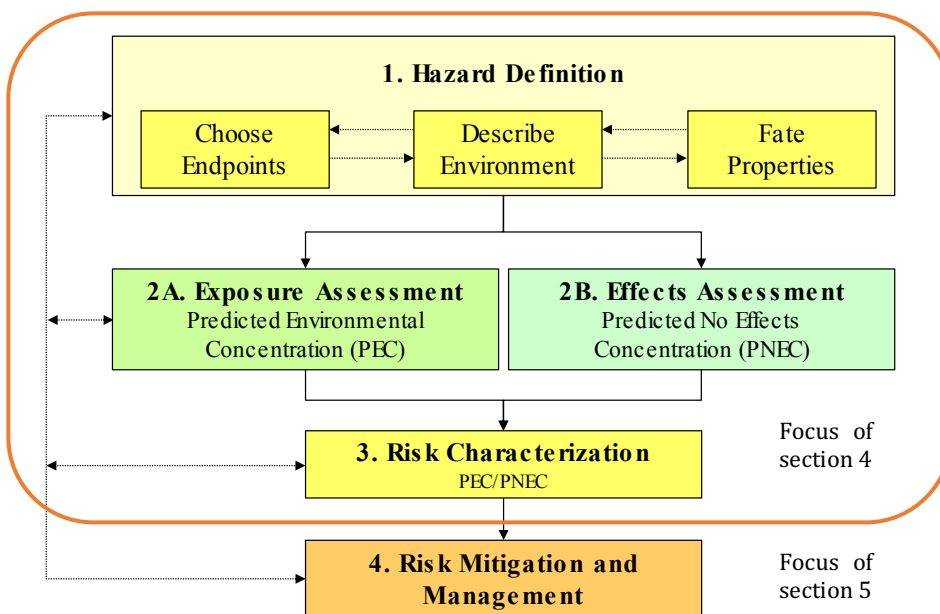 1. Hazard Definition
Choose
Endpoints
Describe
Environment
Fate
Properties
2A. Exposure Assessment
Predicted Environmental
Concentration (PEC)
2B. Effects Assessment
Predicted No Effects
Concentration (PNEC)
3. Risk Characterization
PEC/PNEC
Focus of
section 4
4. Risk Mitigation and
Management
Focus of
section 5